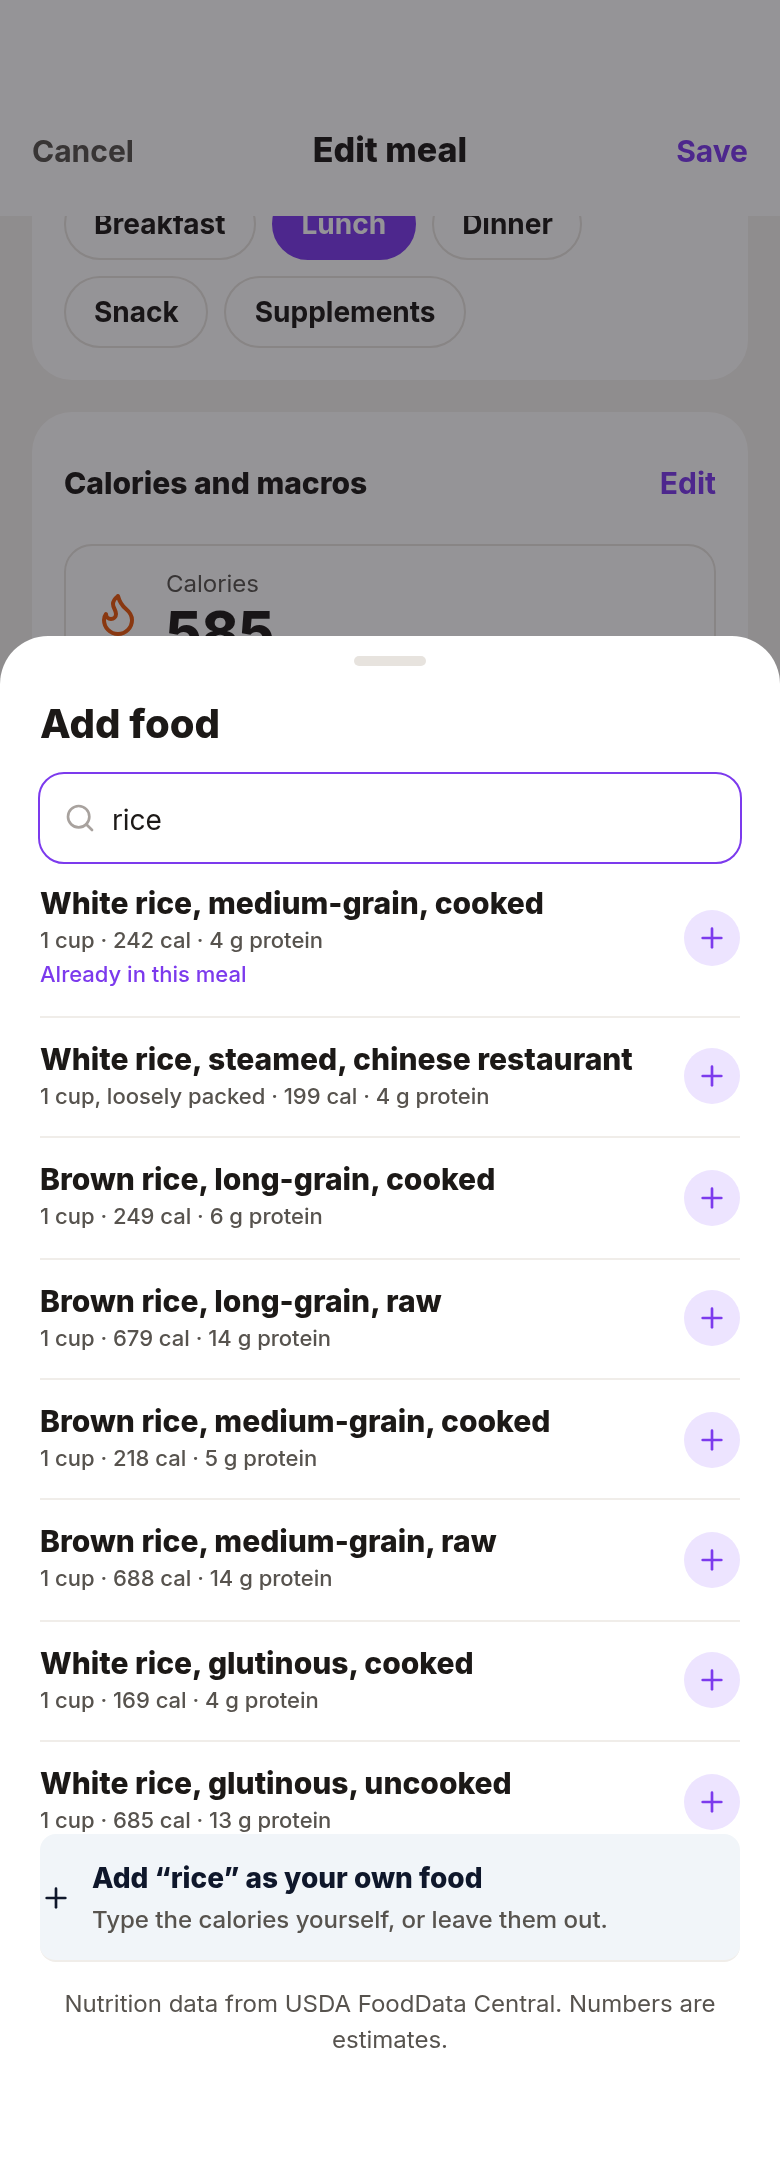 Cancel
Edit meal
Save
Breakfast
Lunch
Dinner
Snack
Supplements
Calories and macros
Edit
Calories
585
Add food
rice
White rice, medium-grain, cooked
1 cup · 242 cal · 4 g protein
Already in this meal
White rice, steamed, chinese restaurant
1 cup, loosely packed · 199 cal · 4 g protein
Brown rice, long-grain, cooked
1 cup · 249 cal · 6 g protein
Brown rice, long-grain, raw
1 cup · 679 cal · 14 g protein
Brown rice, medium-grain, cooked
1 cup · 218 cal · 5 g protein
Brown rice, medium-grain, raw
1 cup · 688 cal · 14 g protein
White rice, glutinous, cooked
1 cup · 169 cal · 4 g protein
White rice, glutinous, uncooked
1 cup · 685 cal · 13 g protein
Add “rice” as your own food
Type the calories yourself, or leave them out.
Nutrition data from USDA FoodData Central. Numbers are
estimates.